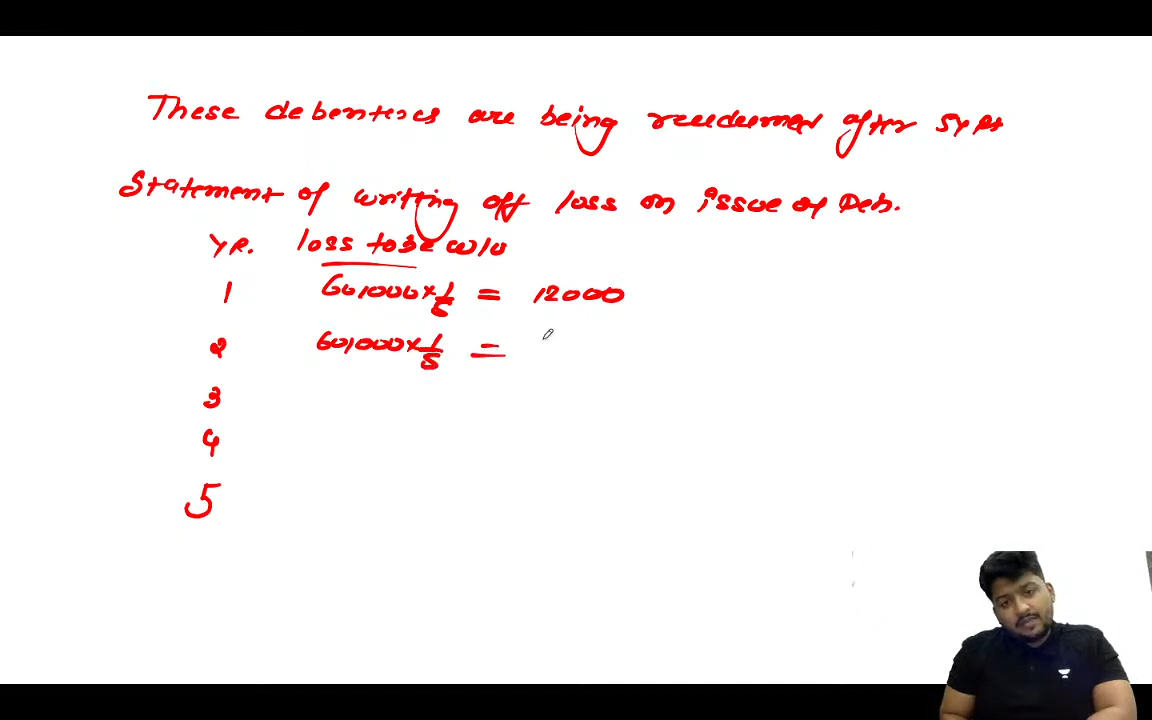 These debentures are being redeemed after 5 yrs
Statement of writing off loss on issue of Deb.
YR. loss to be w/o
1 60,000 × 1/5 = 12000
2 60,000 × 1/5 =
3
4
5